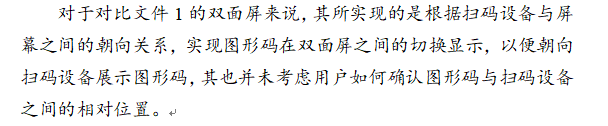 对于对比文件 1 的双面屏来说，其所实现的是根据扫码设备与屏
幕之间的朝向关系，实现图形码在双面屏之间的切换显示，以便朝向
扫码设备展示图形码，其也并未考虑用户如何确认图形码与扫码设备
之间的相对位置。